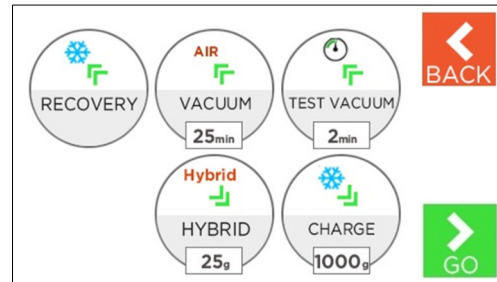 AIR
BACK
RECOVERY
VACUUM
TEST VACUUM
25min
2min
Hybrid
HYBRID
CHARGE
25g
1000g
GO